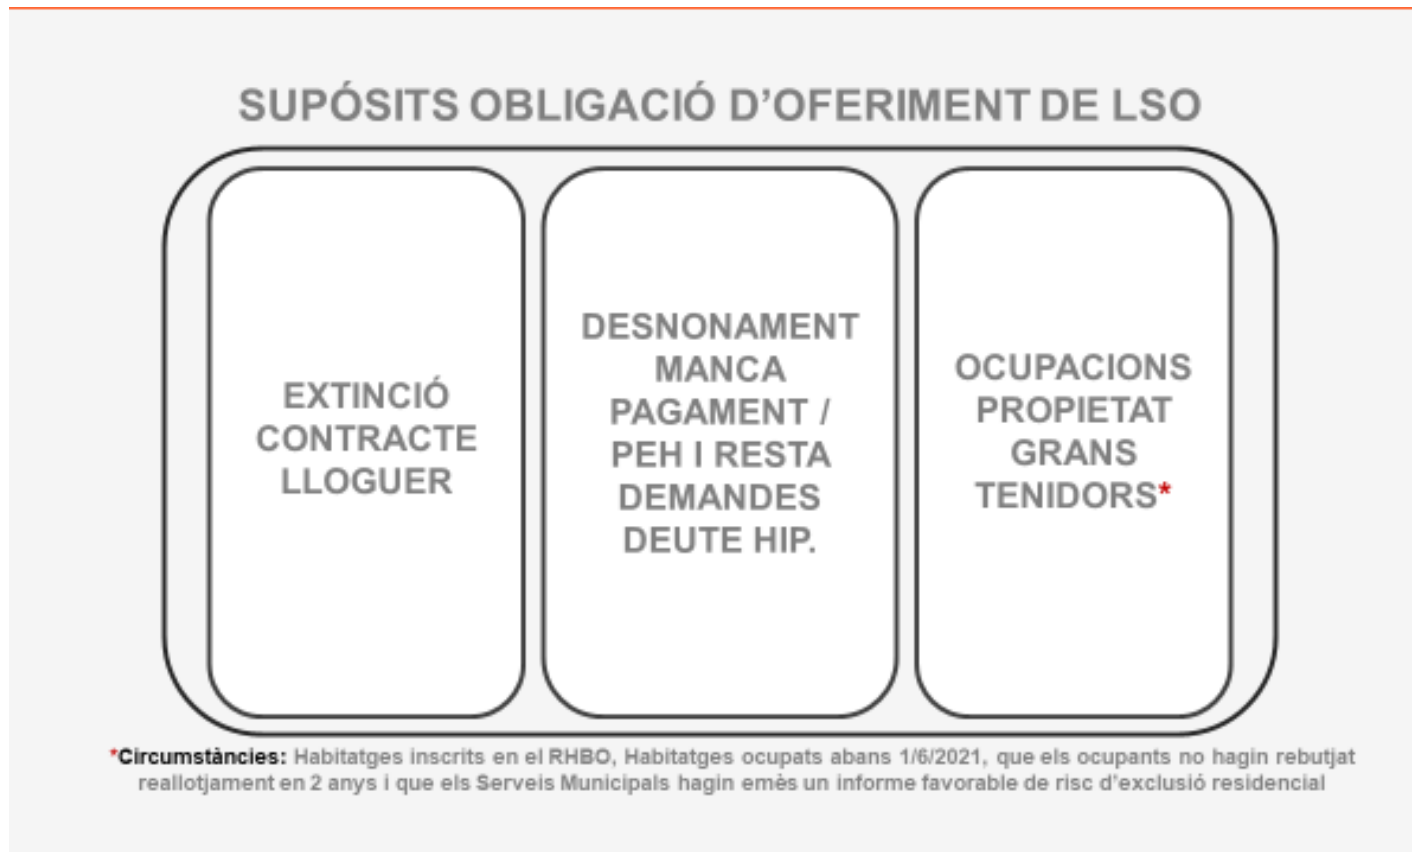 SUPÓSITS OBLIGACIÓ D’OFERIMENT DE LSO
EXTINCIÓ
CONTRACTE
LLOGUER
DESNONAMENT
MANCA
PAGAMENT /
PEH I RESTA
DEMANDES
DEUTE HIP.
OCUPACIONS
PROPIETAT
GRANS
TENIDORS*
*Circumstàncies: Habitatges inscrits en el RHBO, Habitatges ocupats abans 1/6/2021, que els ocupants no hagin rebutjat
reallotjament en 2 anys i que els Serveis Municipals hagin emès un informe favorable de risc d’exclusió residencial